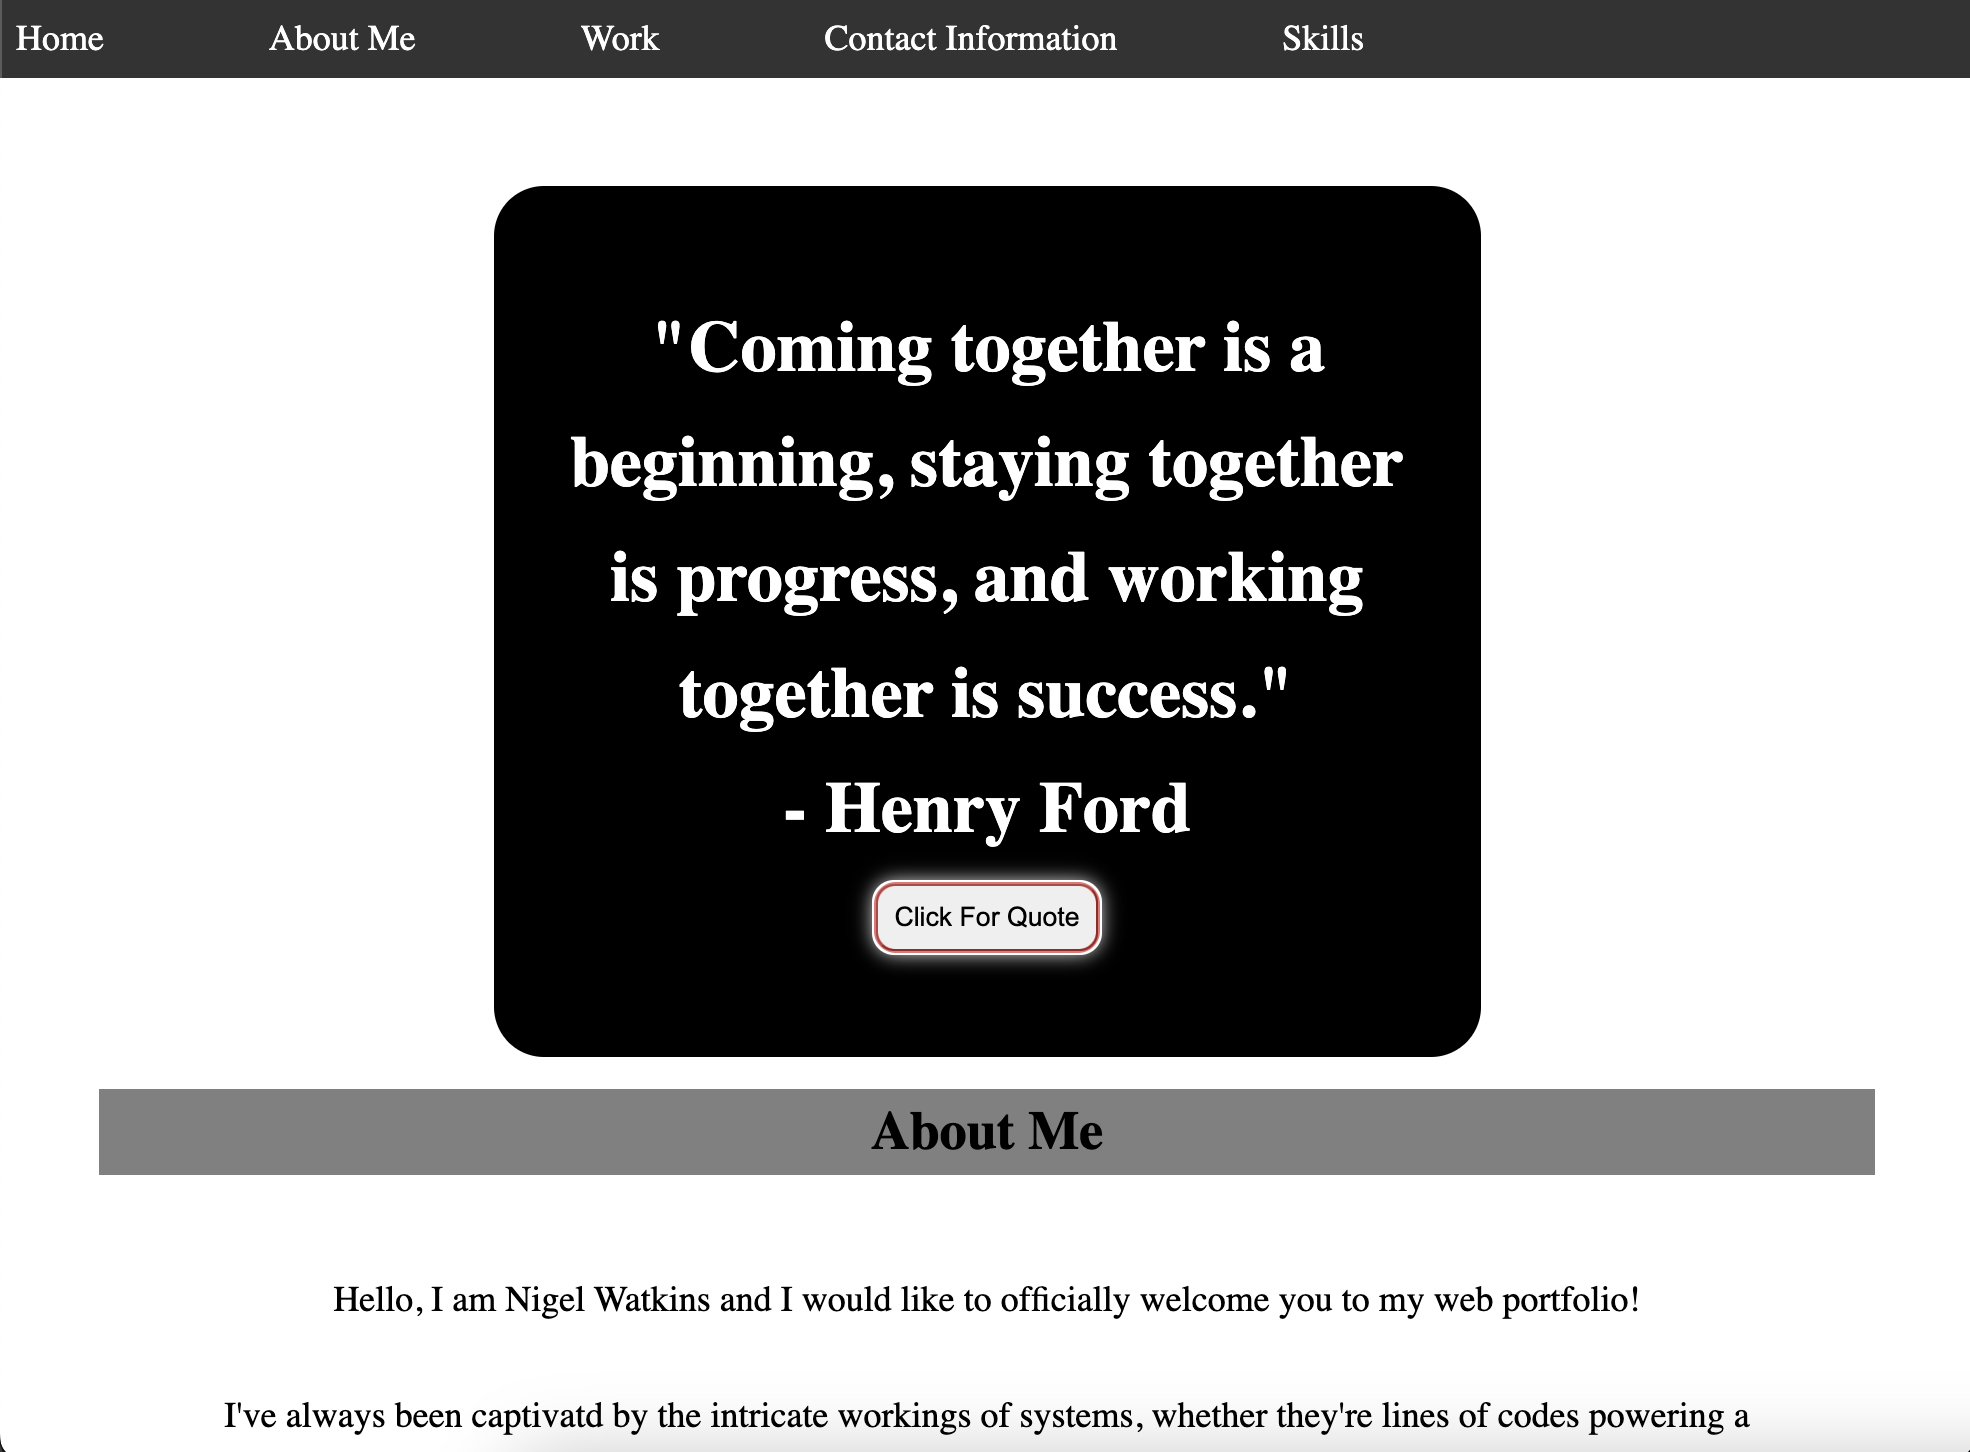 Home About Me Work Contact Information Skills
"Coming together is a
beginning, staying together
is progress, and working
together is success."
- Henry Ford
Click For Quote
About Me
Hello, I am Nigel Watkins and I would like to officially welcome you to my web portfolio!
I've always been captivatd by the intricate workings of systems, whether they're lines of codes powering a